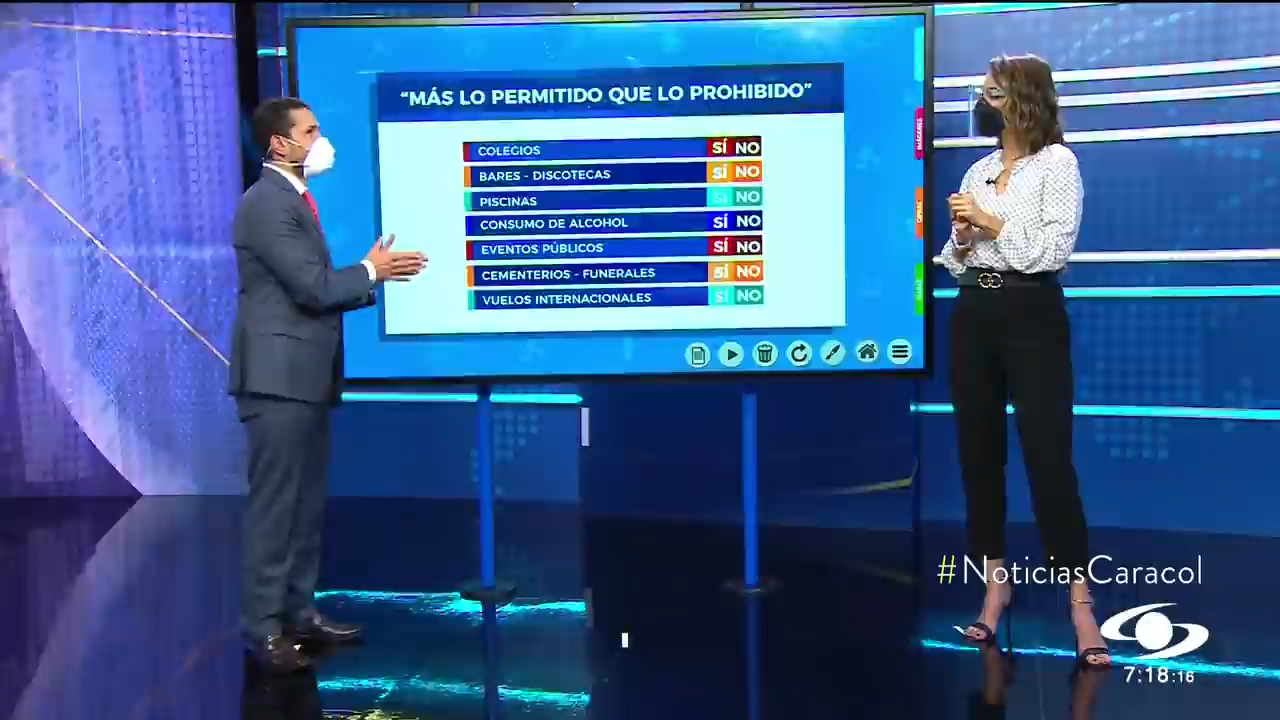 “MÁS LO PERMITIDO QUE LO PROHIBIDO”
COLEGIOS SÍ NO
BARES - DISCOTECAS SÍ NO
PISCINAS SÍ NO
CONSUMO DE ALCOHOL SÍ NO
EVENTOS PÚBLICOS SÍ NO
CEMENTERIOS - FUNERALES SÍ NO
VUELOS INTERNACIONALES SÍ NO
IMÁGENES
#NoticiasCaracol
7:18:16